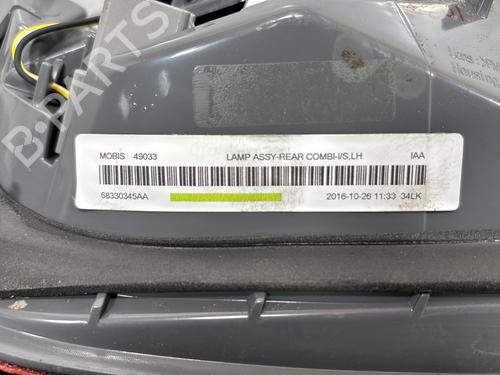 B-PARTS
MOBIS 49033 LAMP ASSY-REAR COMBI-I/S,LH IAA
68330345AA 2016-10-26 11:33 34LK